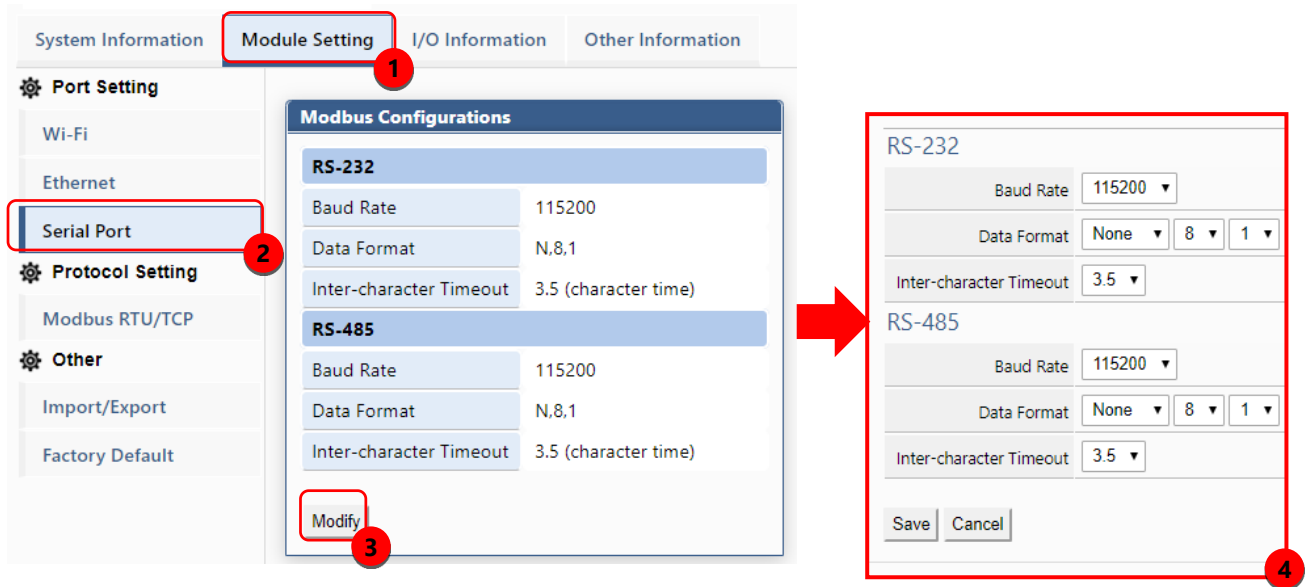 System Information Module Setting I/O Information Other Information
1
Port Setting
Wi-Fi
Ethernet
Serial Port
2
Protocol Setting
Modbus RTU/TCP
Other
Import/Export
Factory Default
Modbus Configurations
RS-232
Baud Rate 115200
Data Format N,8,1
Inter-character Timeout 3.5 (character time)
RS-485
Baud Rate 115200
Data Format N,8,1
Inter-character Timeout 3.5 (character time)
Modify
3
RS-232
Baud Rate 115200
Data Format None 8 1
Inter-character Timeout 3.5
RS-485
Baud Rate 115200
Data Format None 8 1
Inter-character Timeout 3.5
Save Cancel
4